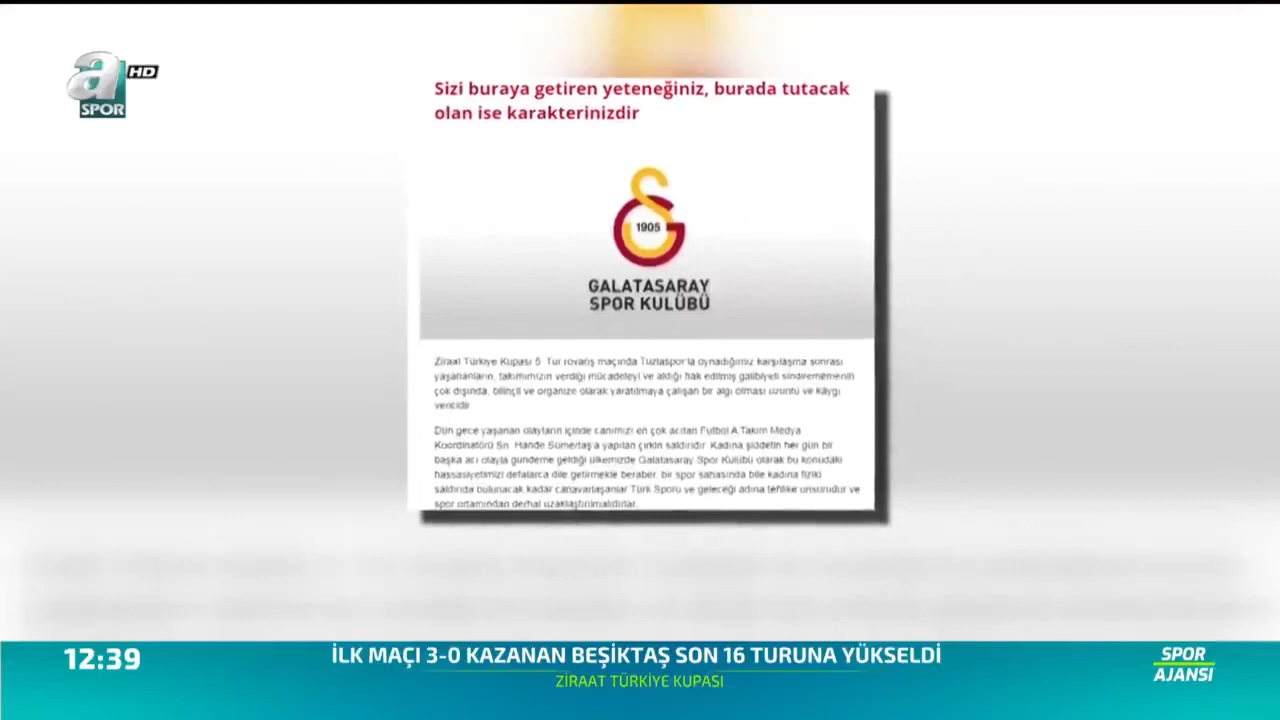 a HD
SPOR
Sizi buraya getiren yeteneğiniz, burada tutacak
olan ise karakterinizdir
1905
GALATASARAY
SPOR KULÜBÜ
Ziraat Türkiye Kupası 5. Tur rövanş maçında Tuzlaspor'la oynadığımız karşılaşma sonrası
yaşananların, takımımızın verdiği mücadeleyi ve aldığı hak edilmiş galibiyeti sindirememenin
çok dışında, bilinçli ve organize olarak yaratılmaya çalışan bir algı olması üzüntü ve kaygı
vericidir.
Dün gece yaşanan olayların içinde canımızı en çok acıtan Futbol A Takım Medya
Koordinatörü Sn. Hande Sümertaş'a yapılan çirkin saldırıdır. Kadına şiddetin her gün bir
başka acı olayla gündeme geldiği ülkemizde Galatasaray Spor Kulübü olarak bu konudaki
hassasiyetimizi defalarca dile getirmekle beraber, bir spor sahasında bile kadına fiziki
saldırıda bulunacak kadar canavarlaşanlar Türk Sporu ve geleceği adına tehlike unsurudur ve
spor ortamından derhal uzaklaştırılmalıdırlar.
12:39
İLK MAÇI 3-0 KAZANAN BEŞİKTAŞ SON 16 TURUNA YÜKSELDİ
ZİRAAT TÜRKİYE KUPASI
SPOR
AJANSI